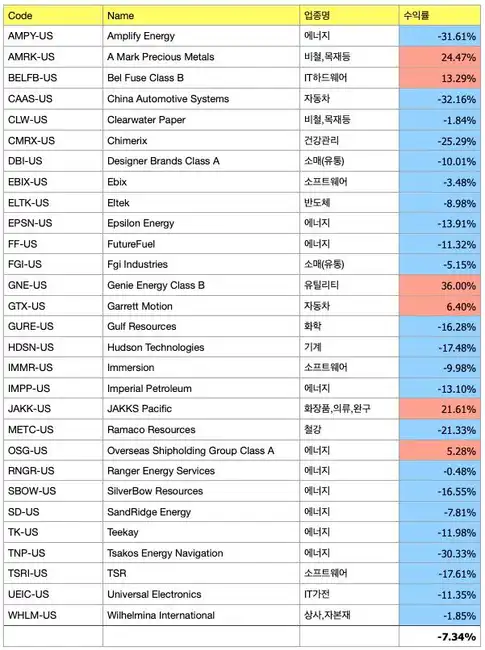 Code Name 업종명 수익률
AMPY-US Amplify Energy 에너지 -31.61%
AMRK-US A Mark Precious Metals 비철,목재등 24.47%
BELFB-US Bel Fuse Class B IT하드웨어 13.29%
CAAS-US China Automotive Systems 자동차 -32.16%
CLW-US Clearwater Paper 비철,목재등 -1.84%
CMRX-US Chimerix 건강관리 -25.29%
DBI-US Designer Brands Class A 소매(유통) -10.01%
EBIX-US Ebix 소프트웨어 -3.48%
ELTK-US Eltek 반도체 -8.98%
EPSN-US Epsilon Energy 에너지 -13.91%
FF-US FutureFuel 에너지 -11.32%
FGI-US Fgi Industries 소매(유통) -5.15%
GNE-US Genie Energy Class B 유틸리티 36.00%
GTX-US Garrett Motion 자동차 6.40%
GURE-US Gulf Resources 화학 -16.28%
HDSN-US Hudson Technologies 기계 -17.48%
IMMR-US Immersion 소프트웨어 -9.98%
IMPP-US Imperial Petroleum 에너지 -13.10%
JAKK-US JAKKS Pacific 화장품,의류,완구 21.61%
METC-US Ramaco Resources 철강 -21.33%
OSG-US Overseas Shipholding Group Class A 에너지 5.28%
RNGR-US Ranger Energy Services 에너지 -0.48%
SBOW-US SilverBow Resources 에너지 -16.55%
SD-US SandRidge Energy 에너지 -7.81%
TK-US Teekay 에너지 -11.98%
TNP-US Tsakos Energy Navigation 에너지 -30.33%
TSRI-US TSR 소프트웨어 -17.61%
UEIC-US Universal Electronics IT가전 -11.35%
WHLM-US Wilhelmina International 상사,자본재 -1.85%
-7.34%